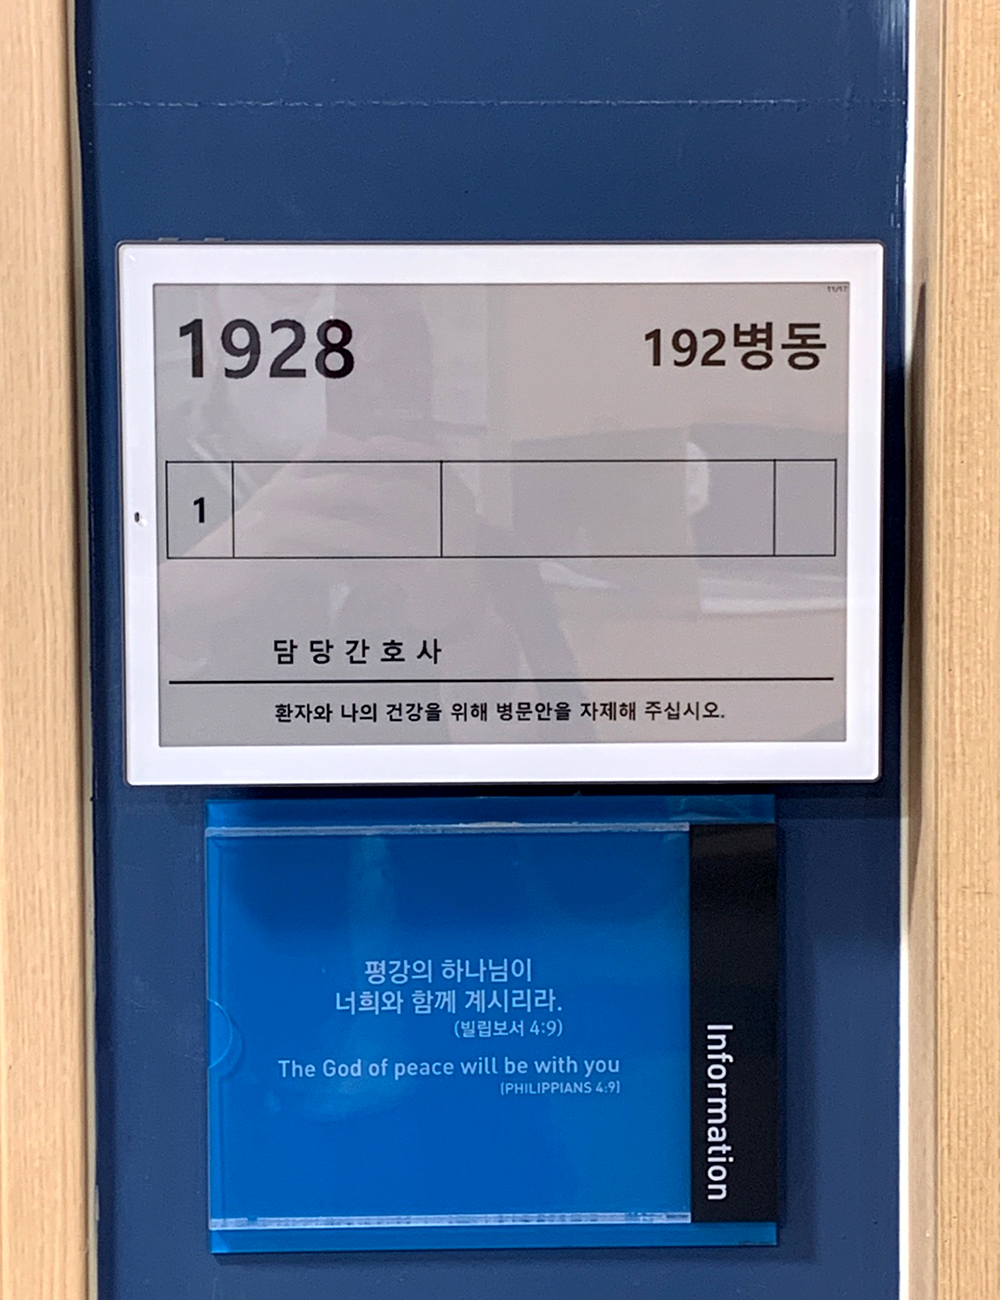 11/17
1928
192병동
1
담당간호사
환자와 나의 건강을 위해 병문안을 자제해 주십시오.
평강의 하나님이
너희와 함께 계시리라.
(빌립보서 4:9)
The God of peace will be with you
(PHILIPPIANS 4:9)
Information